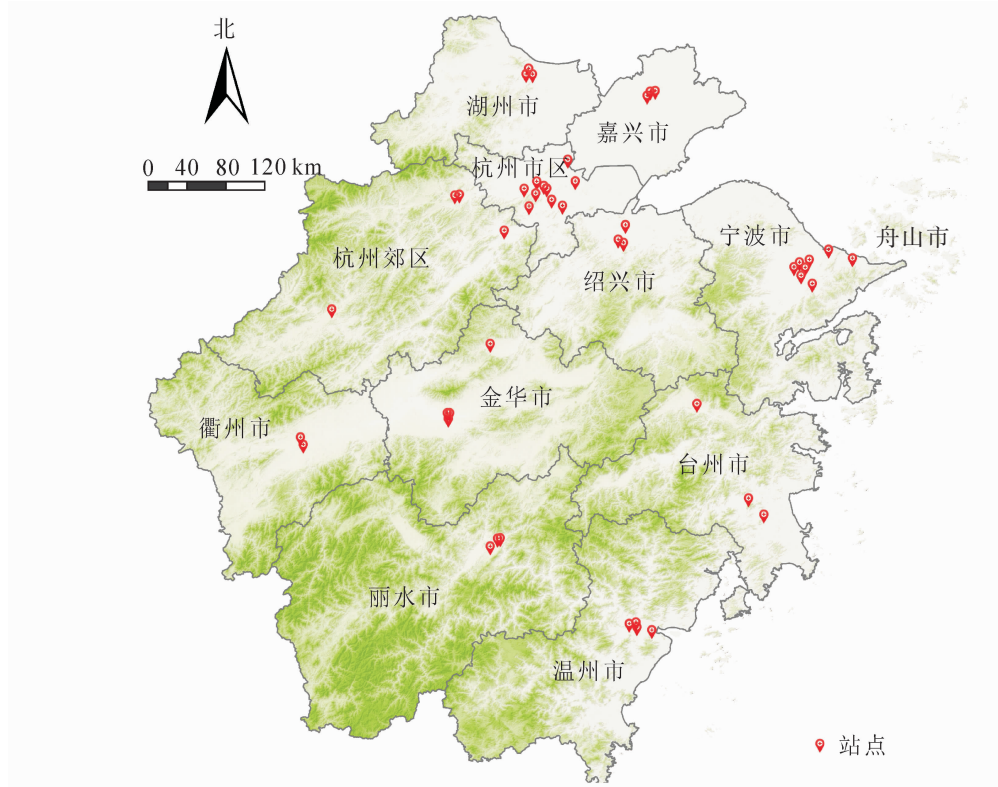 北
湖州市
嘉兴市
0 40 80 120 km
杭州市区
宁波市
舟山市
杭州郊区
绍兴市
金华市
衢州市
台州市
丽水市
温州市
站点